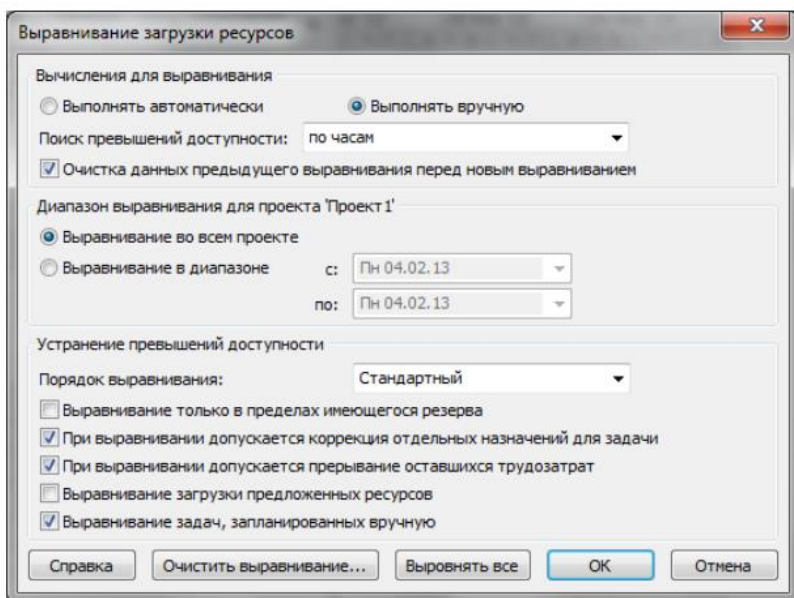 Выравнивание загрузки ресурсов
Вычисления для выравнивания
Выполнять автоматически Выполнять вручную
Поиск превышений доступности: по часам
Очистка данных предыдущего выравнивания перед новым выравниванием
Диапазон выравнивания для проекта 'Проект1'
Выравнивание во всем проекте
Выравнивание в диапазоне с: Пн 04.02.13
по: Пн 04.02.13
Устранение превышений доступности
Порядок выравнивания: Стандартный
Выравнивание только в пределах имеющегося резерва
При выравнивании допускается коррекция отдельных назначений для задачи
При выравнивании допускается прерывание оставшихся трудозатрат
Выравнивание загрузки предложенных ресурсов
Выравнивание задач, запланированных вручную
Справка Очистить выравнивание... Выровнять все ОК Отмена